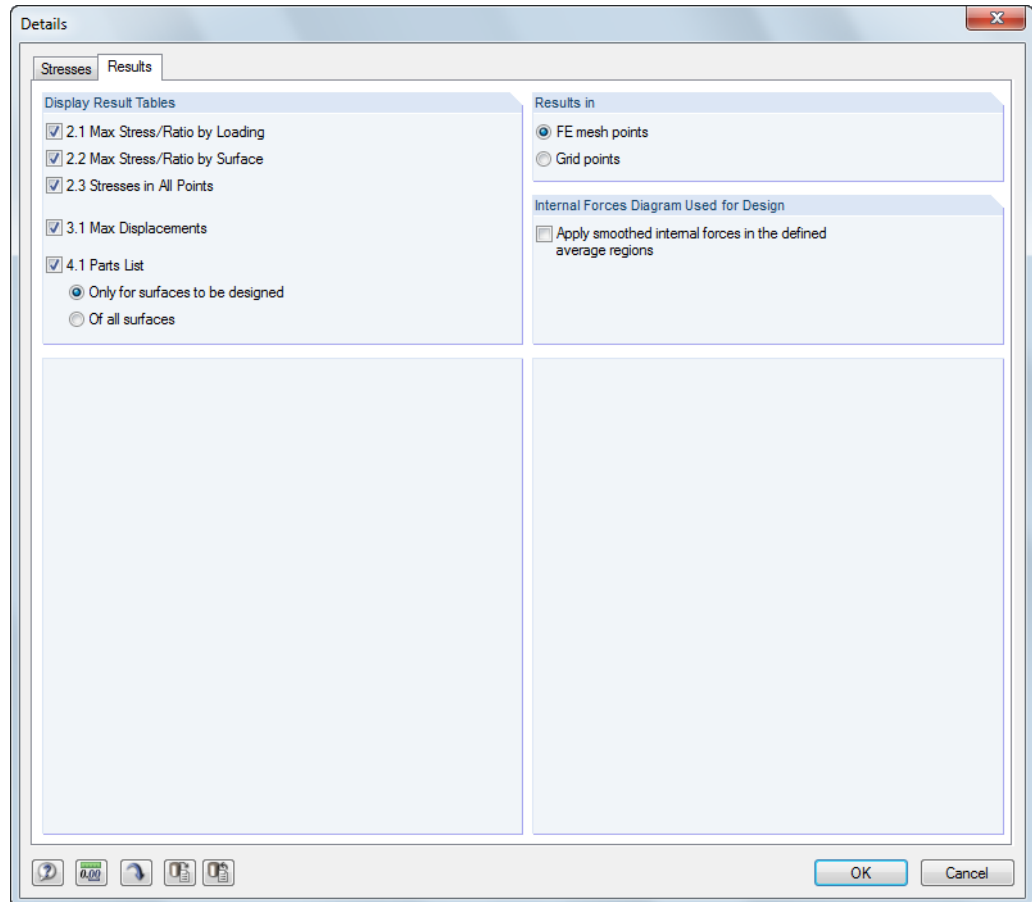 Details
Stresses
Results
Display Result Tables
2.1 Max Stress/Ratio by Loading
2.2 Max Stress/Ratio by Surface
2.3 Stresses in All Points
3.1 Max Displacements
4.1 Parts List
Only for surfaces to be designed
Of all surfaces
Results in
FE mesh points
Grid points
Internal Forces Diagram Used for Design
Apply smoothed internal forces in the defined
average regions
0.00
OK
Cancel